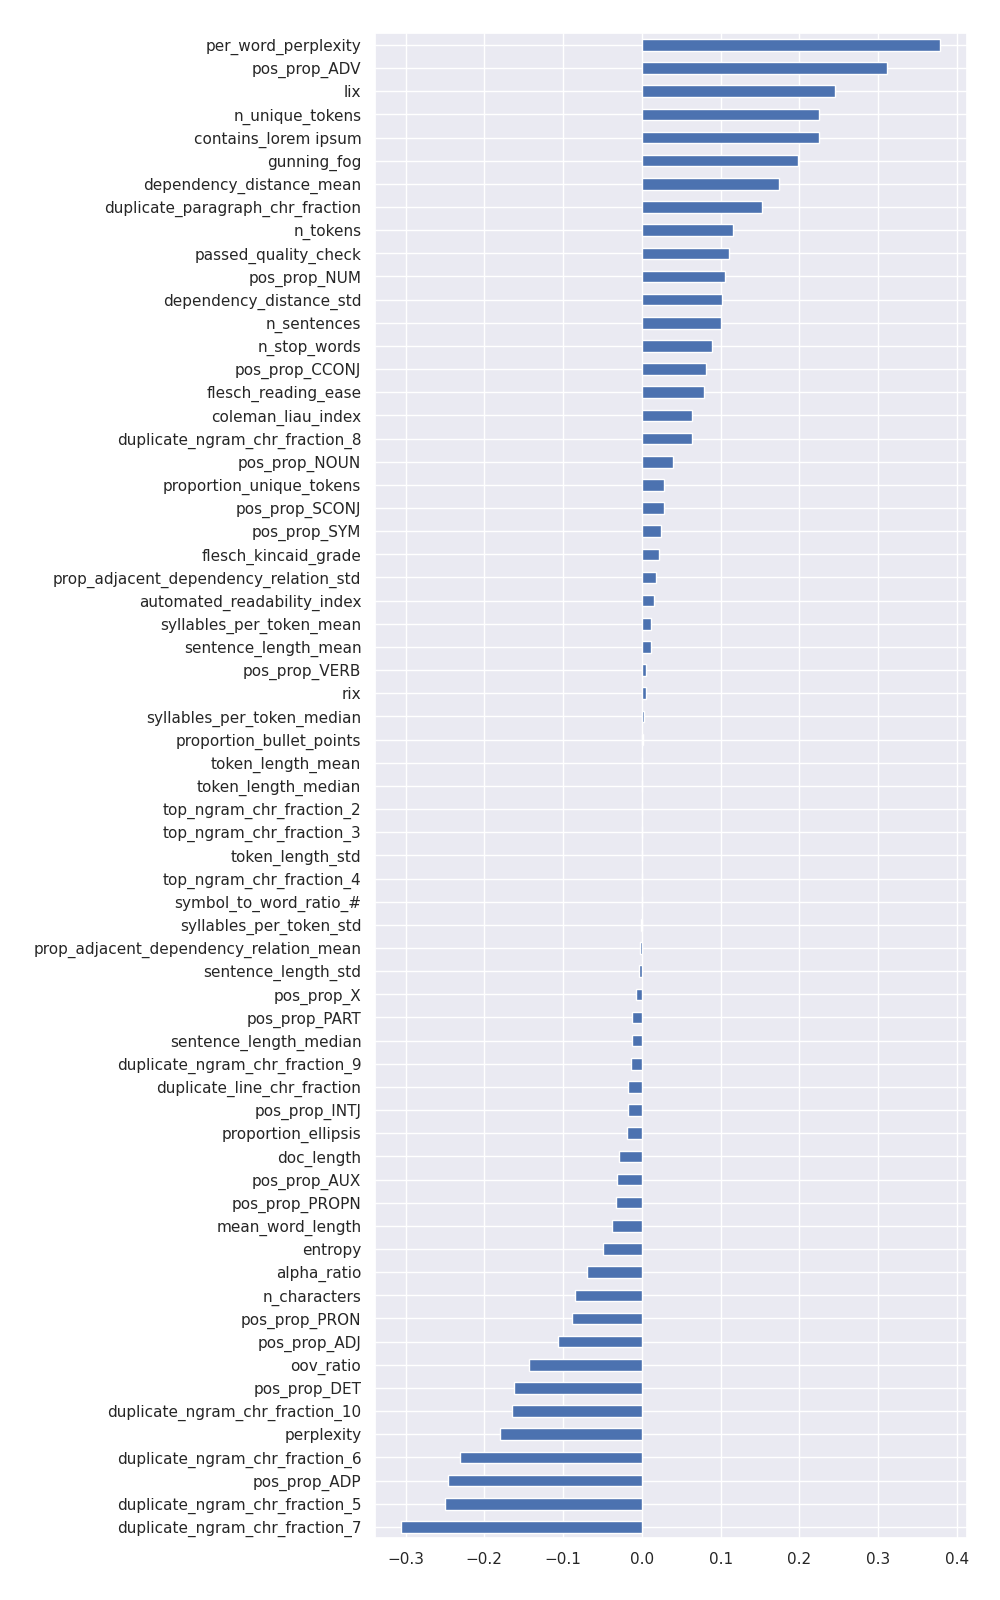 per_word_perplexity
pos_prop_ADV
lix
n_unique_tokens
contains_lorem ipsum
gunning_fog
dependency_distance_mean
duplicate_paragraph_chr_fraction
n_tokens
passed_quality_check
pos_prop_NUM
dependency_distance_std
n_sentences
n_stop_words
pos_prop_CCONJ
flesch_reading_ease
coleman_liau_index
duplicate_ngram_chr_fraction_8
pos_prop_NOUN
proportion_unique_tokens
pos_prop_SCONJ
pos_prop_SYM
flesch_kincaid_grade
prop_adjacent_dependency_relation_std
automated_readability_index
syllables_per_token_mean
sentence_length_mean
pos_prop_VERB
rix
syllables_per_token_median
proportion_bullet_points
token_length_mean
token_length_median
top_ngram_chr_fraction_2
top_ngram_chr_fraction_3
token_length_std
top_ngram_chr_fraction_4
symbol_to_word_ratio_#
syllables_per_token_std
prop_adjacent_dependency_relation_mean
sentence_length_std
pos_prop_X
pos_prop_PART
sentence_length_median
duplicate_ngram_chr_fraction_9
duplicate_line_chr_fraction
pos_prop_INTJ
proportion_ellipsis
doc_length
pos_prop_AUX
pos_prop_PROPN
mean_word_length
entropy
alpha_ratio
n_characters
pos_prop_PRON
pos_prop_ADJ
oov_ratio
pos_prop_DET
duplicate_ngram_chr_fraction_10
perplexity
duplicate_ngram_chr_fraction_6
pos_prop_ADP
duplicate_ngram_chr_fraction_5
duplicate_ngram_chr_fraction_7
−0.3 −0.2 −0.1 0.0 0.1 0.2 0.3 0.4